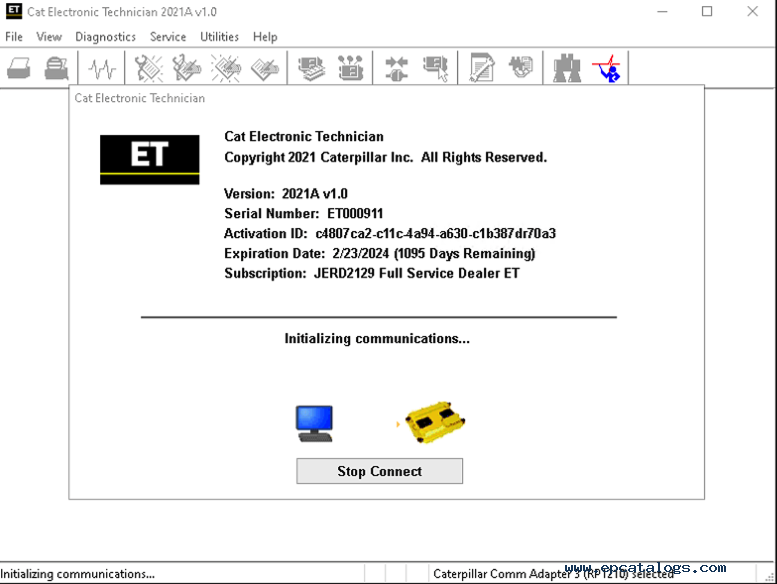 ET Cat Electronic Technician 2021A v1.0
File View Diagnostics Service Utilities Help
Cat Electronic Technician
ET
Cat Electronic Technician
Copyright 2021 Caterpillar Inc. All Rights Reserved.
Version: 2021A v1.0
Serial Number: ET000911
Activation ID: c4807ca2-c11c-4a94-a630-c1b387dr70a3
Expiration Date: 2/23/2024 (1095 Days Remaining)
Subscription: JERD2129 Full Service Dealer ET
Initializing communications...
Stop Connect
www.epcatalogs.com
Initializing communications...
Caterpillar Comm Adapter 3 (RP1210) selected